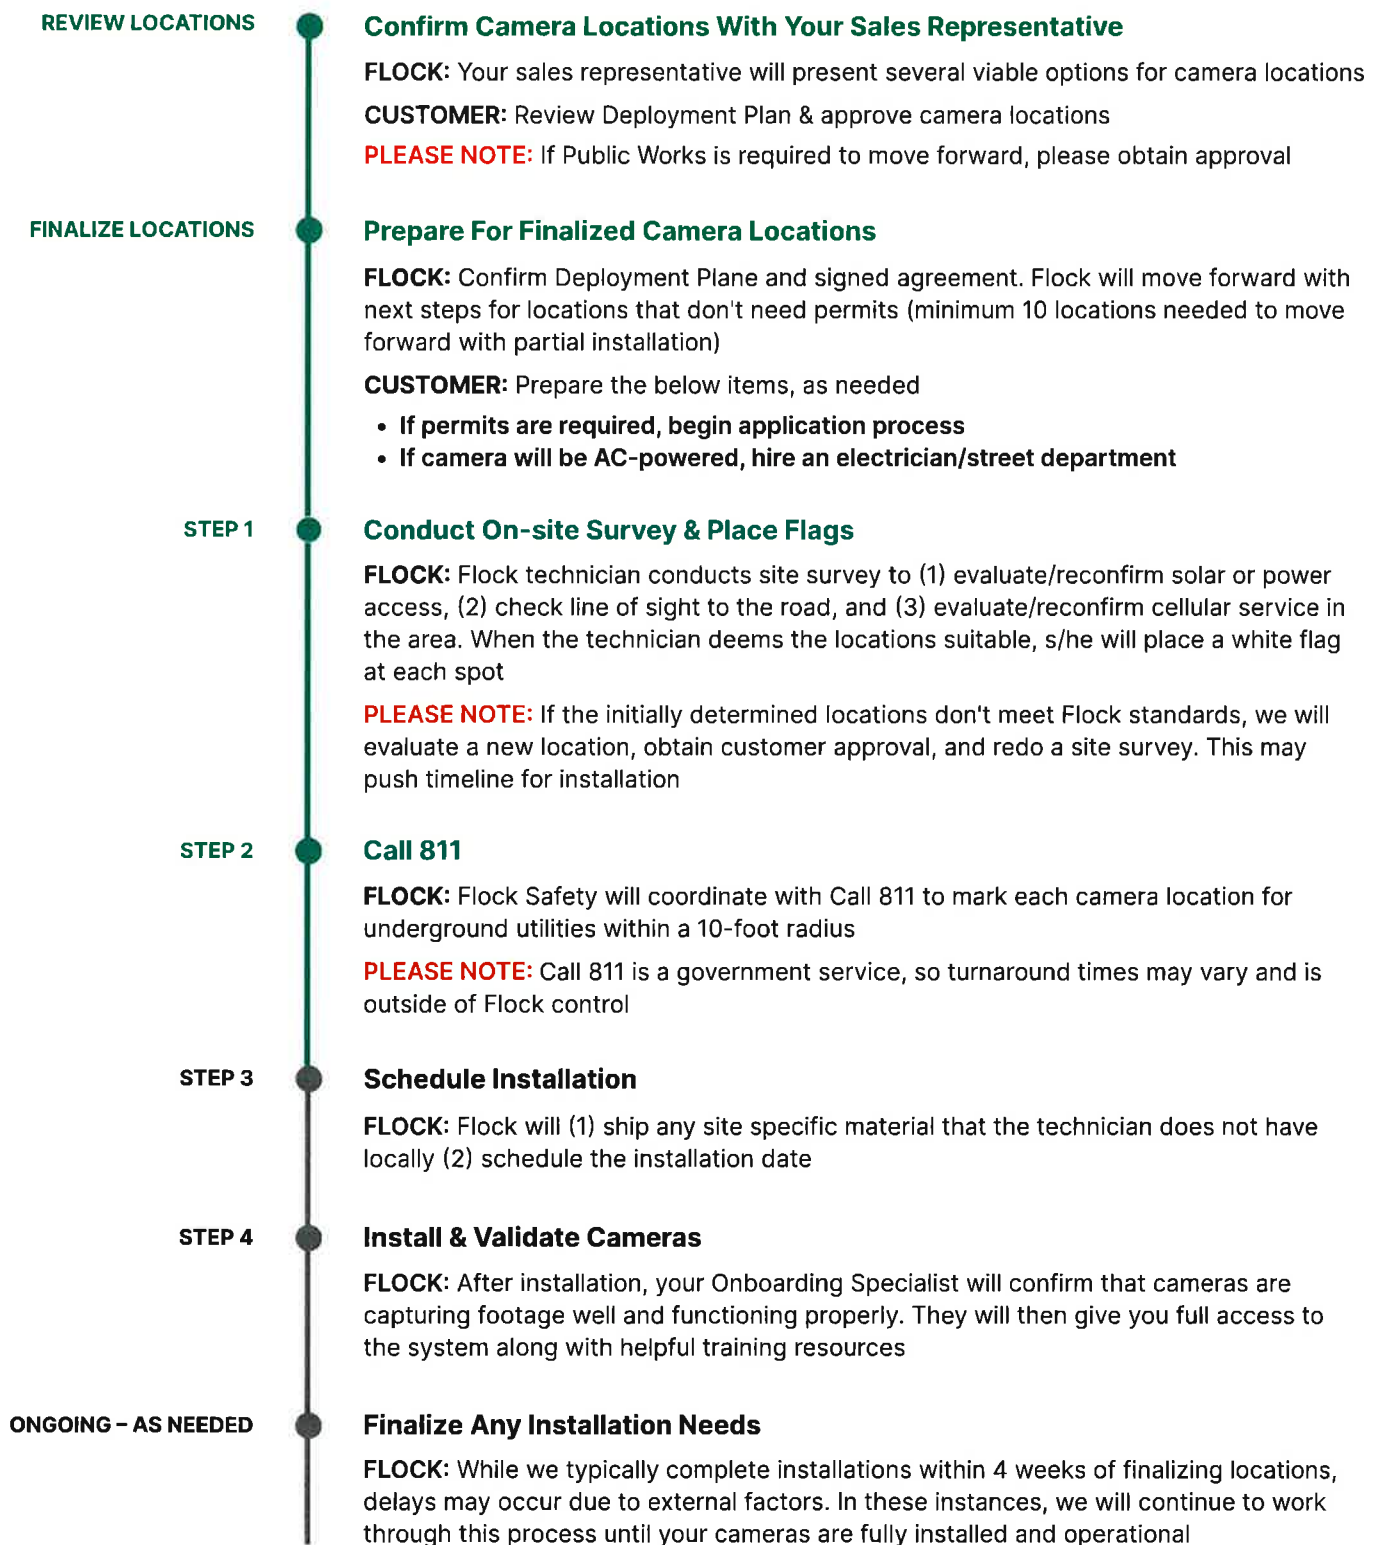 REVIEW LOCATIONS
Confirm Camera Locations With Your Sales Representative
FLOCK: Your sales representative will present several viable options for camera locations
CUSTOMER: Review Deployment Plan & approve camera locations
PLEASE NOTE: If Public Works is required to move forward, please obtain approval
FINALIZE LOCATIONS
Prepare For Finalized Camera Locations
FLOCK: Confirm Deployment Plane and signed agreement. Flock will move forward with
next steps for locations that don't need permits (minimum 10 locations needed to move
forward with partial installation)
CUSTOMER: Prepare the below items, as needed
• If permits are required, begin application process
• If camera will be AC-powered, hire an electrician/street department
STEP 1
Conduct On-site Survey & Place Flags
FLOCK: Flock technician conducts site survey to (1) evaluate/reconfirm solar or power
access, (2) check line of sight to the road, and (3) evaluate/reconfirm cellular service in
the area. When the technician deems the locations suitable, s/he will place a white flag
at each spot
PLEASE NOTE: If the initially determined locations don't meet Flock standards, we will
evaluate a new location, obtain customer approval, and redo a site survey. This may
push timeline for installation
STEP 2
Call 811
FLOCK: Flock Safety will coordinate with Call 811 to mark each camera location for
underground utilities within a 10-foot radius
PLEASE NOTE: Call 811 is a government service, so turnaround times may vary and is
outside of Flock control
STEP 3
Schedule Installation
FLOCK: Flock will (1) ship any site specific material that the technician does not have
locally (2) schedule the installation date
STEP 4
Install & Validate Cameras
FLOCK: After installation, your Onboarding Specialist will confirm that cameras are
capturing footage well and functioning properly. They will then give you full access to
the system along with helpful training resources
ONGOING – AS NEEDED
Finalize Any Installation Needs
FLOCK: While we typically complete installations within 4 weeks of finalizing locations,
delays may occur due to external factors. In these instances, we will continue to work
through this process until your cameras are fully installed and operational